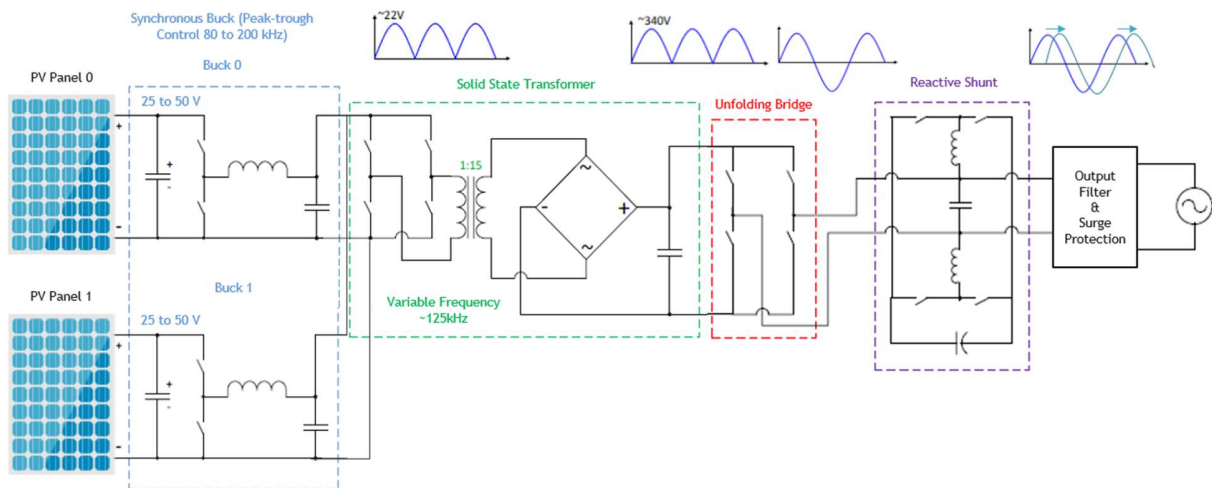 Synchronous Buck (Peak-trough
Control 80 to 200 kHz)
~22V
~340V
PV Panel 0
Buck 0
Solid State Transformer
Unfolding Bridge
Reactive Shunt
25 to 50 V
+
+
-
-
1:15
~
-
+
~
Output
Filter
&
Surge
Protection
PV Panel 1
Buck 1
Variable Frequency
~125kHz
25 to 50 V
+
+
-
-